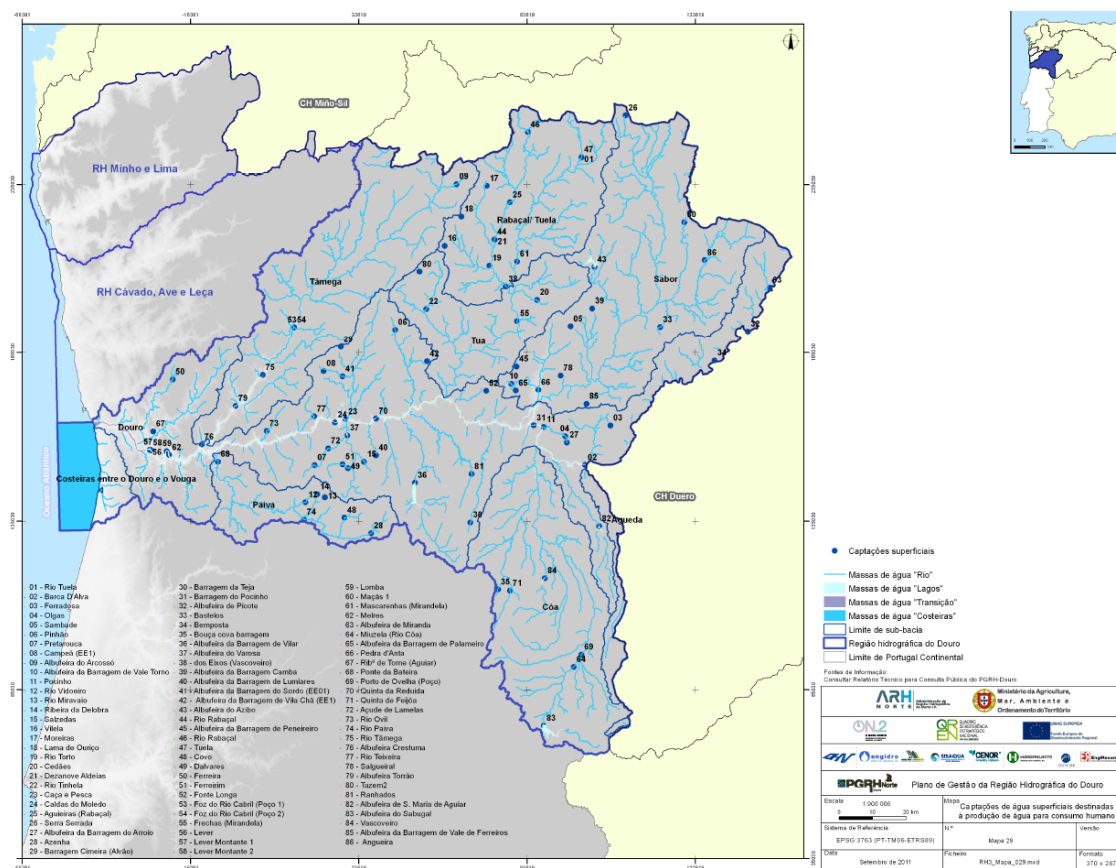 CH Miño-Sil
RH Minho e Lima
RH Cávado, Ave e Leça
CH Duero
Oceano Atlântico
Tâmega
Rabaçal/ Tuela
Sabor
Tua
Douro
Costeiras entre o Douro e o Vouga
Paiva
Côa
Águeda
01 - Rio Tuela
02 - Barca D'Alva
03 - Ferradosa
04 - Olgas
05 - Sambade
06 - Pinhão
07 - Pretarouca
08 - Campeã (EE1)
09 - Albufeira do Arcossó
10 - Albufeira da Barragem de Vale Torno
11 - Pocinho
12 - Rio Vidoeiro
13 - Rio Miravaio
14 - Ribeira da Delobra
15 - Salzedas
16 - Vilela
17 - Moreiras
18 - Lama de Ouriço
19 - Rio Torto
20 - Cedães
21 - Dezanove Aldeias
22 - Rio Tinhela
23 - Caça e Pesca
24 - Caldas do Moledo
25 - Aguieiras (Rabaçal)
26 - Serra Serrada
27 - Albufeira da Barragem do Arroio
28 - Azenha
29 - Barragem Cimeira (Alvão)
30 - Barragem da Teja
31 - Barragem do Pocinho
32 - Albufeira de Picote
33 - Bastelos
34 - Bemposta
35 - Bouça cova barragem
36 - Albufeira da Barragem de Vilar
37 - Albufeira do Varosa
38 - dos Eixos (Vascoveiro)
39 - Albufeira da Barragem Cambá
40 - Albufeira da Barragem de Lumiares
41 - Albufeira da Barragem do Sordo (EE01)
42 - Albufeira da Barragem de Vila Chã (EE1)
43 - Albufeira do Azibo
44 - Rio Rabaçal
45 - Albufeira da Barragem de Peneireiro
46 - Rio Rabaçal
47 - Tuela
48 - Covo
49 - Dalvares
50 - Ferreira
51 - Ferreirim
52 - Fonte Longa
53 - Foz do Rio Cabril (Poço 1)
54 - Foz do Rio Cabril (Poço 2)
55 - Frechas (Mirandela)
56 - Lever
57 - Lever Montante 1
58 - Lever Montante 2
59 - Lomba
60 - Maçãs 1
61 - Mascarenhas (Mirandela)
62 - Melres
63 - Albufeira de Miranda
64 - Miuzela (Rio Côa)
65 - Albufeira da Barragem de Palameiro
66 - Pedra d'Anta
67 - Ribª de Torne (Aguiar)
68 - Ponte da Bateira
69 - Porto de Ovelha (Poço)
70 - Quinta da Reduida
71 - Quinta de Feijóa
72 - Açude de Lamelas
73 - Rio Ovil
74 - Rio Paiva
75 - Rio Tâmega
76 - Albufeira Crestuma
77 - Rio Teixeira
78 - Salgueiral
79 - Albufeira Torrão
80 - Tazem2
81 - Ranhados
82 - Albufeira de S. Maria de Aguiar
83 - Albufeira do Sabugal
84 - Vascoveiro
85 - Albufeira da Barragem de Vale de Ferreiros
86 - Angueira
Captações superficiais
Massas de água "Rio"
Massas de água "Lagos"
Massas de água "Transição"
Massas de água "Costeiras"
Limite de sub-bacia
Região hidrográfica do Douro
Limite de Portugal Continental
Fontes de Informação:
Consultar Relatório Técnico para Consulta Pública do PGRH-Douro
ARH
NORTE
Ministério da Agricultura,
Mar, Ambiente e
Ordenamento do Território
ON.2
QREN
UNIÃO EUROPEIA
engidro
CENOR
PGRH Norte
Plano de Gestão da Região Hidrográfica do Douro
Escala
1:900 000
0 10 20 km
Mapa
Captações de água superficiais destinadas
à produção de água para consumo humano
Sistema de Referência
EPSG:3763 (PT-TM06-ETRS89)
N.º
Mapa 29
Versão
Data
Setembro de 2011
Ficheiro
RH3_Mapa_029.mxd
Formato
370 x 287